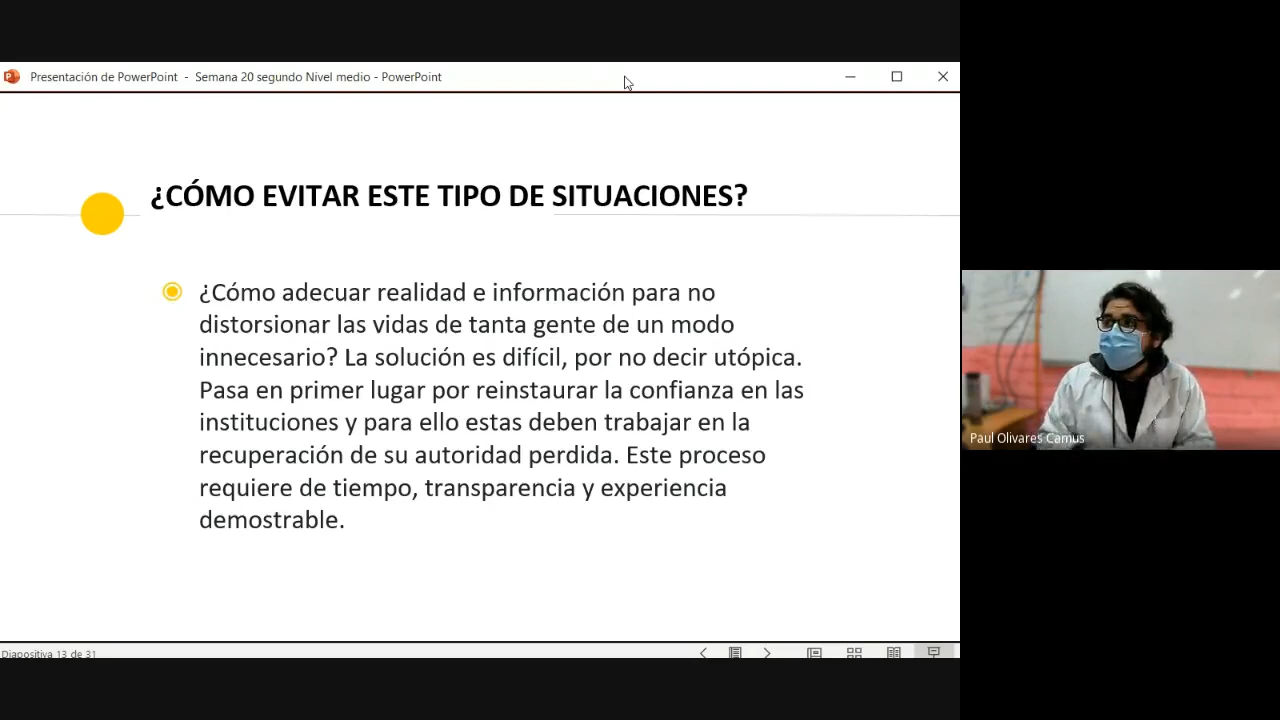 Presentación de PowerPoint - Semana 20 segundo Nivel medio - PowerPoint
¿CÓMO EVITAR ESTE TIPO DE SITUACIONES?
¿Cómo adecuar realidad e información para no
distorsionar las vidas de tanta gente de un modo
innecesario? La solución es difícil, por no decir utópica.
Pasa en primer lugar por reinstaurar la confianza en las
instituciones y para ello estas deben trabajar en la
recuperación de su autoridad perdida. Este proceso
requiere de tiempo, transparencia y experiencia
demostrable.
Paul Olivares Camus
Diapositiva 13 de 31